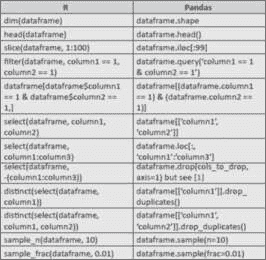 R Pandas
dim(dataframe) dataframe.shape
head(dataframe) dataframe.head()
slice(dataframe, 1:100) dataframe.iloc[:99]
filter(dataframe, column1 == 1, dataframe.query('column1 == 1
column2 == 1) & column2 == 1')
dataframe[dataframe$column1 dataframe[(dataframe.column
== 1 & dataframe$column2 == 1 == 1) & (dataframe.column2
1,] == 1)]
select(dataframe, column1, dataframe[['column1',
column2) 'column2']]
select(dataframe, dataframe.loc[:,
column1:column3) 'column1':'column3']
select(dataframe, dataframe.drop(cols_to_drop,
-(column1:column3)) axis=1) but see [1]
distinct(select(dataframe, dataframe[['column1']].drop_
column1)) duplicates()
distinct(select(dataframe, dataframe[['column1',
column1, column2)) 'column2']].drop_duplicates()
sample_n(dataframe, 10) dataframe.sample(n=10)
sample_frac(dataframe, 0.01) dataframe.sample(frac=0.01)